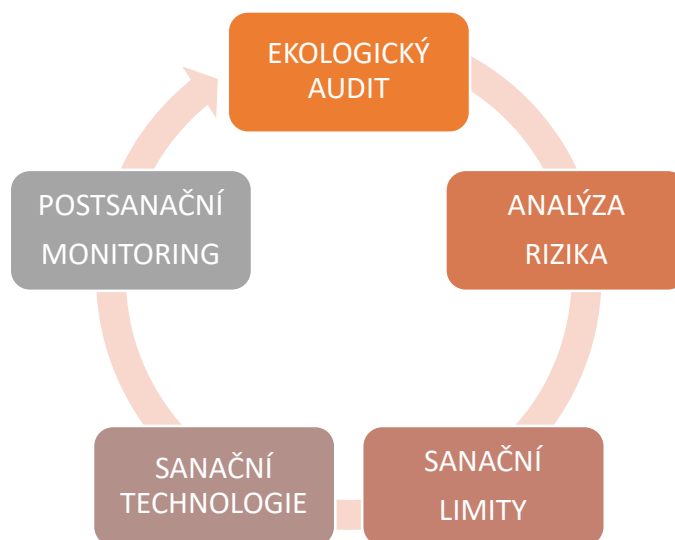 EKOLOGICKÝ
AUDIT
ANALÝZA
RIZIKA
SANAČNÍ
LIMITY
SANAČNÍ
TECHNOLOGIE
POSTSANAČNÍ
MONITORING